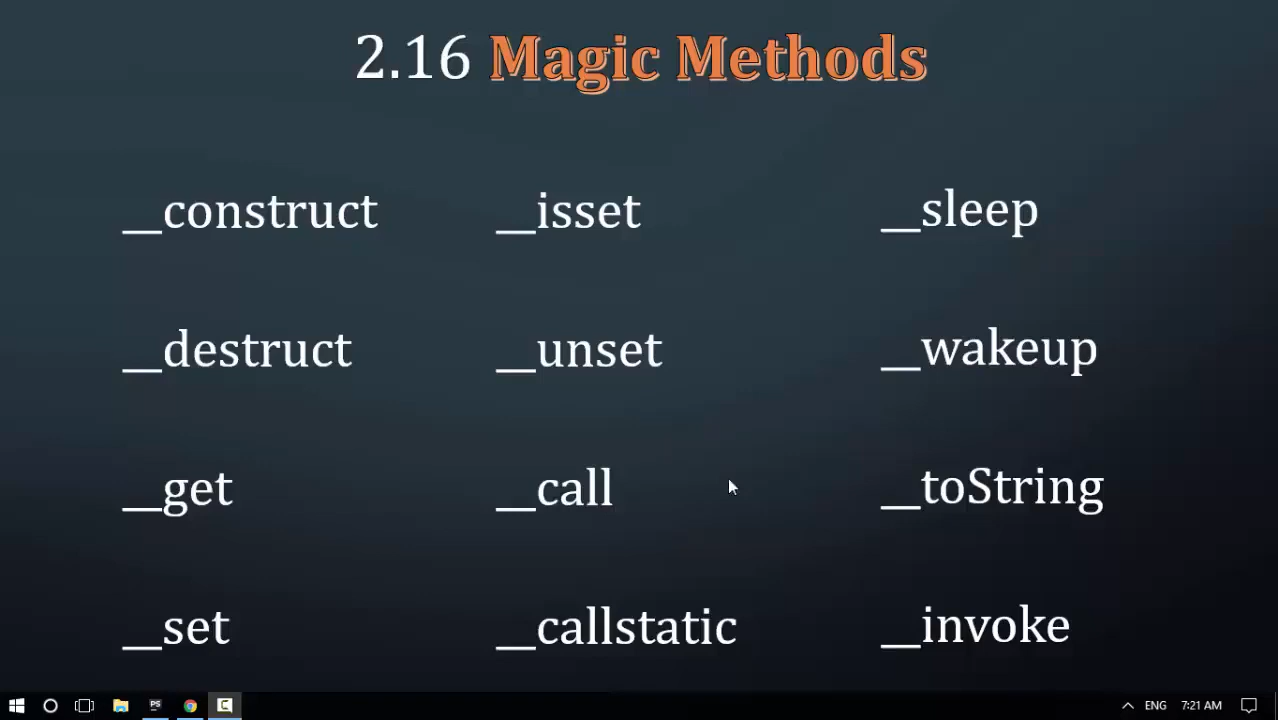 2.16 Magic Methods
__construct
__isset
__sleep
__destruct
__unset
__wakeup
__get
__call
__toString
__set
__callstatic
__invoke
PS
ENG
7:21 AM